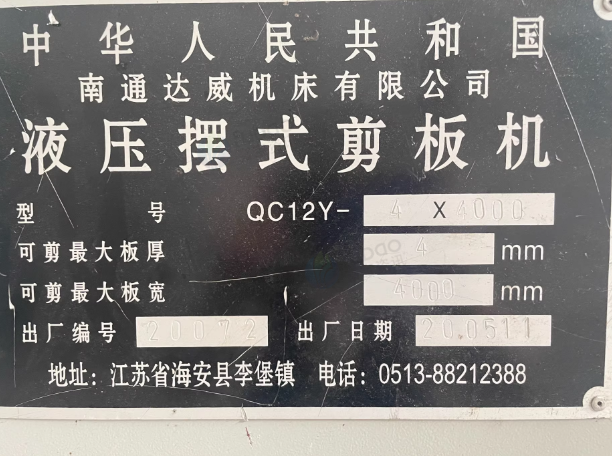 中华人民共和国
南通达威机床有限公司
液压摆式剪板机
型号 QC12Y- 4 X 4000
可剪最大板厚 4 mm
可剪最大板宽 4000 mm
出厂编号 20072 出厂日期 20.0511
地址：江苏省海安县李堡镇 电话：0513-88212388